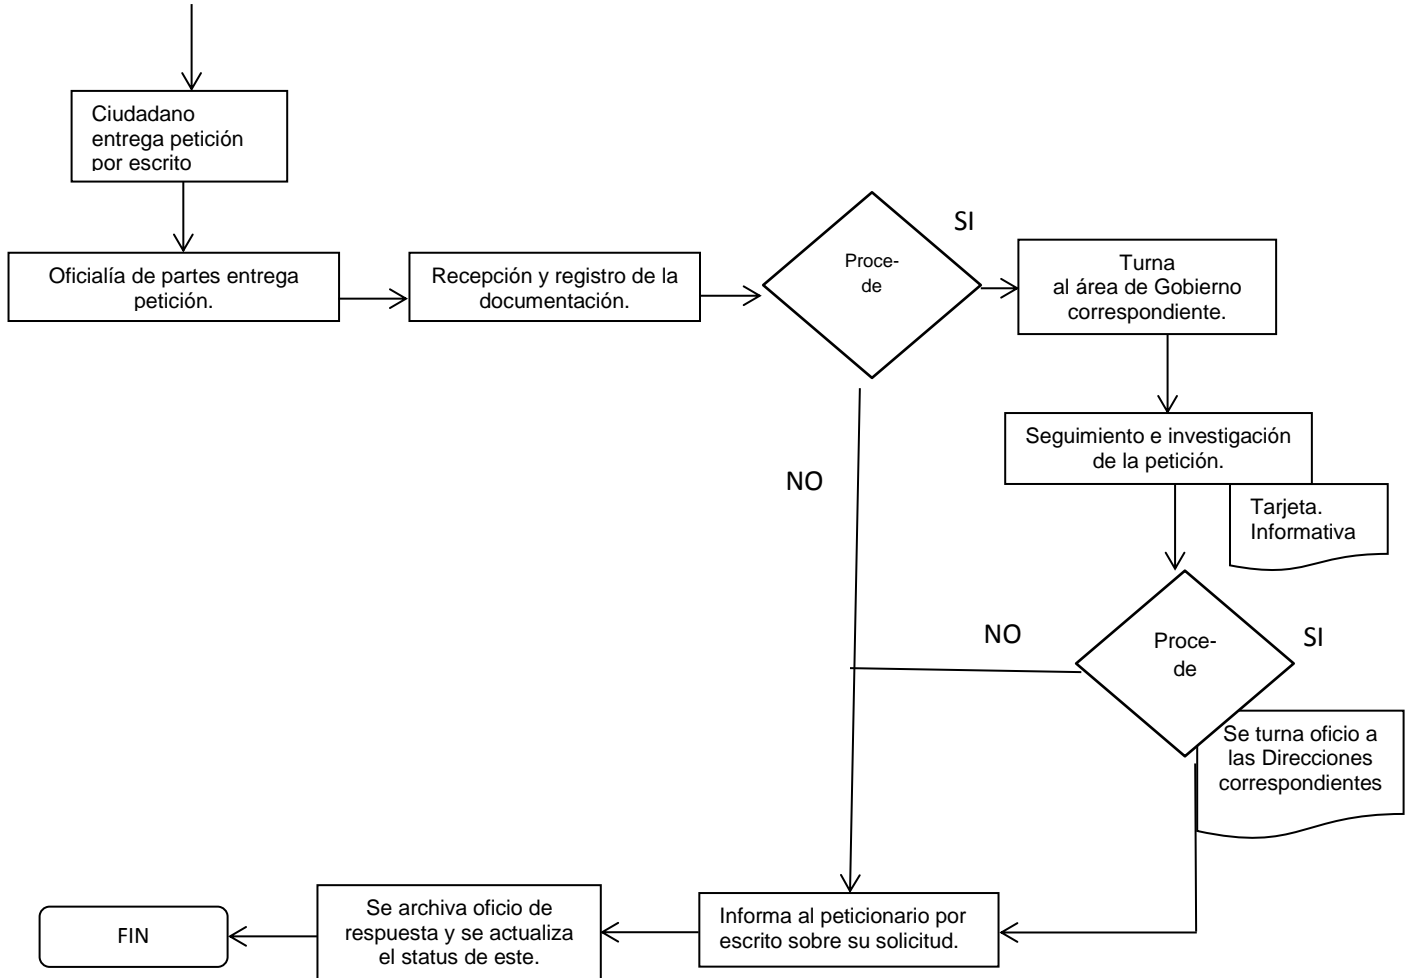 Ciudadano
entrega petición
por escrito
Oficialía de partes entrega
petición.
Recepción y registro de la
documentación.
Proce-
de
SI
Turna
al área de Gobierno
correspondiente.
NO
Seguimiento e investigación
de la petición.
Tarjeta.
Informativa
NO
Proce-
de
SI
Se turna oficio a
las Direcciones
correspondientes
Informa al peticionario por
escrito sobre su solicitud.
Se archiva oficio de
respuesta y se actualiza
el status de este.
FIN